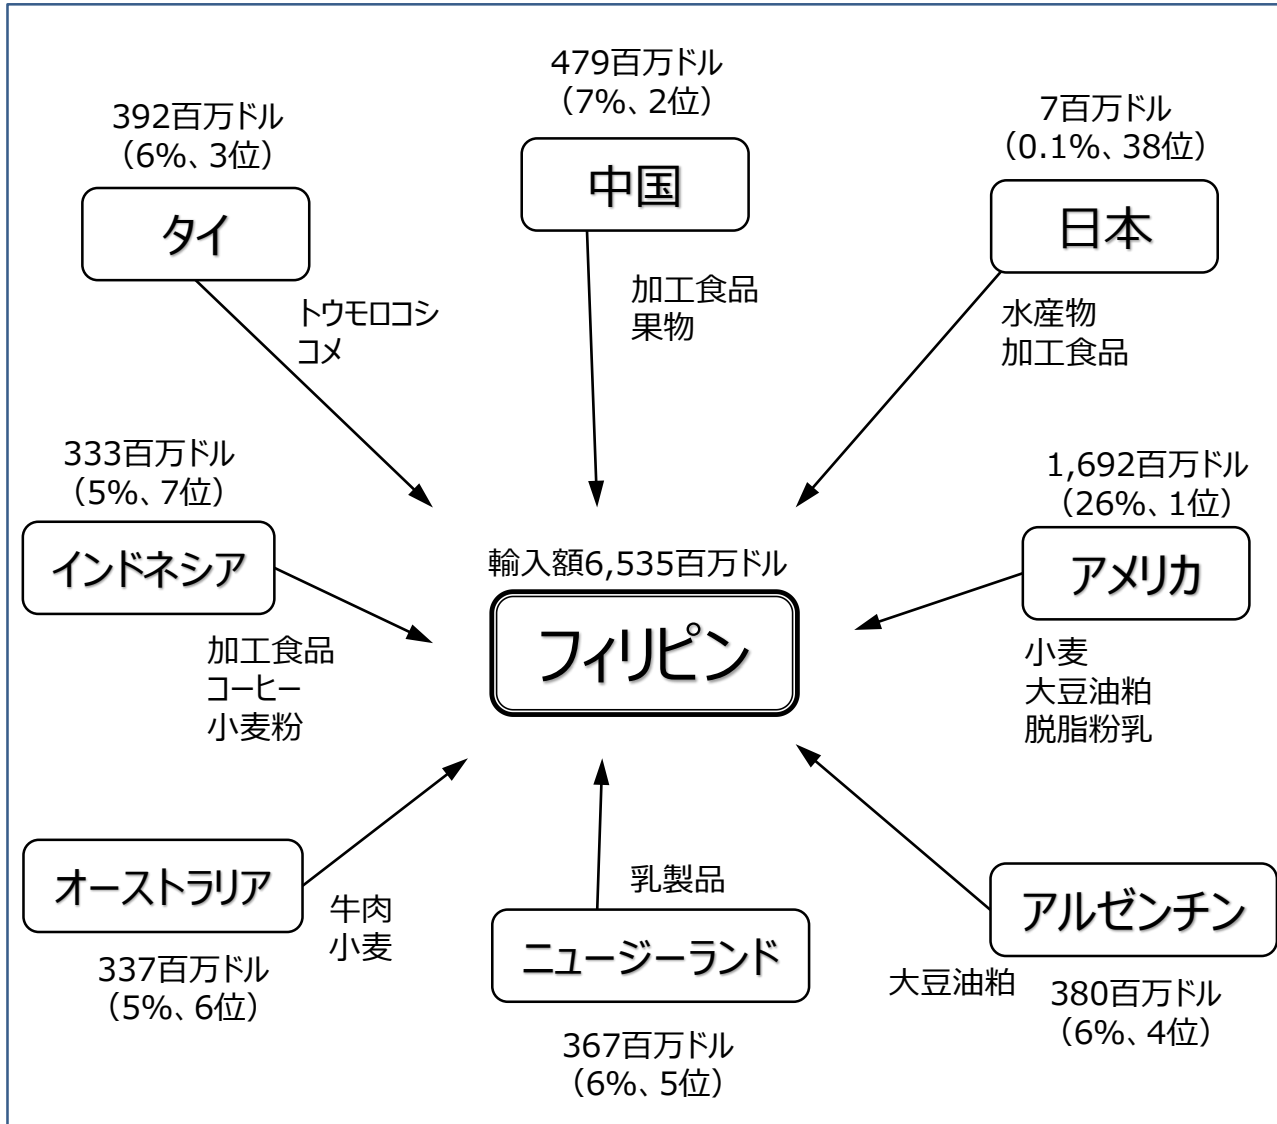 479百万ドル
(7%、2位)
中国
加工食品
果物
392百万ドル
(6%、3位)
タイ
トウモロコシ
コメ
7百万ドル
(0.1%、38位)
日本
水産物
加工食品
333百万ドル
(5%、7位)
インドネシア
加工食品
コーヒー
小麦粉
輸入額6,535百万ドル
フィリピン
1,692百万ドル
(26%、1位)
アメリカ
小麦
大豆油粕
脱脂粉乳
オーストラリア
牛肉
小麦
337百万ドル
(5%、6位)
乳製品
ニュージーランド
367百万ドル
(6%、5位)
アルゼンチン
大豆油粕
380百万ドル
(6%、4位)